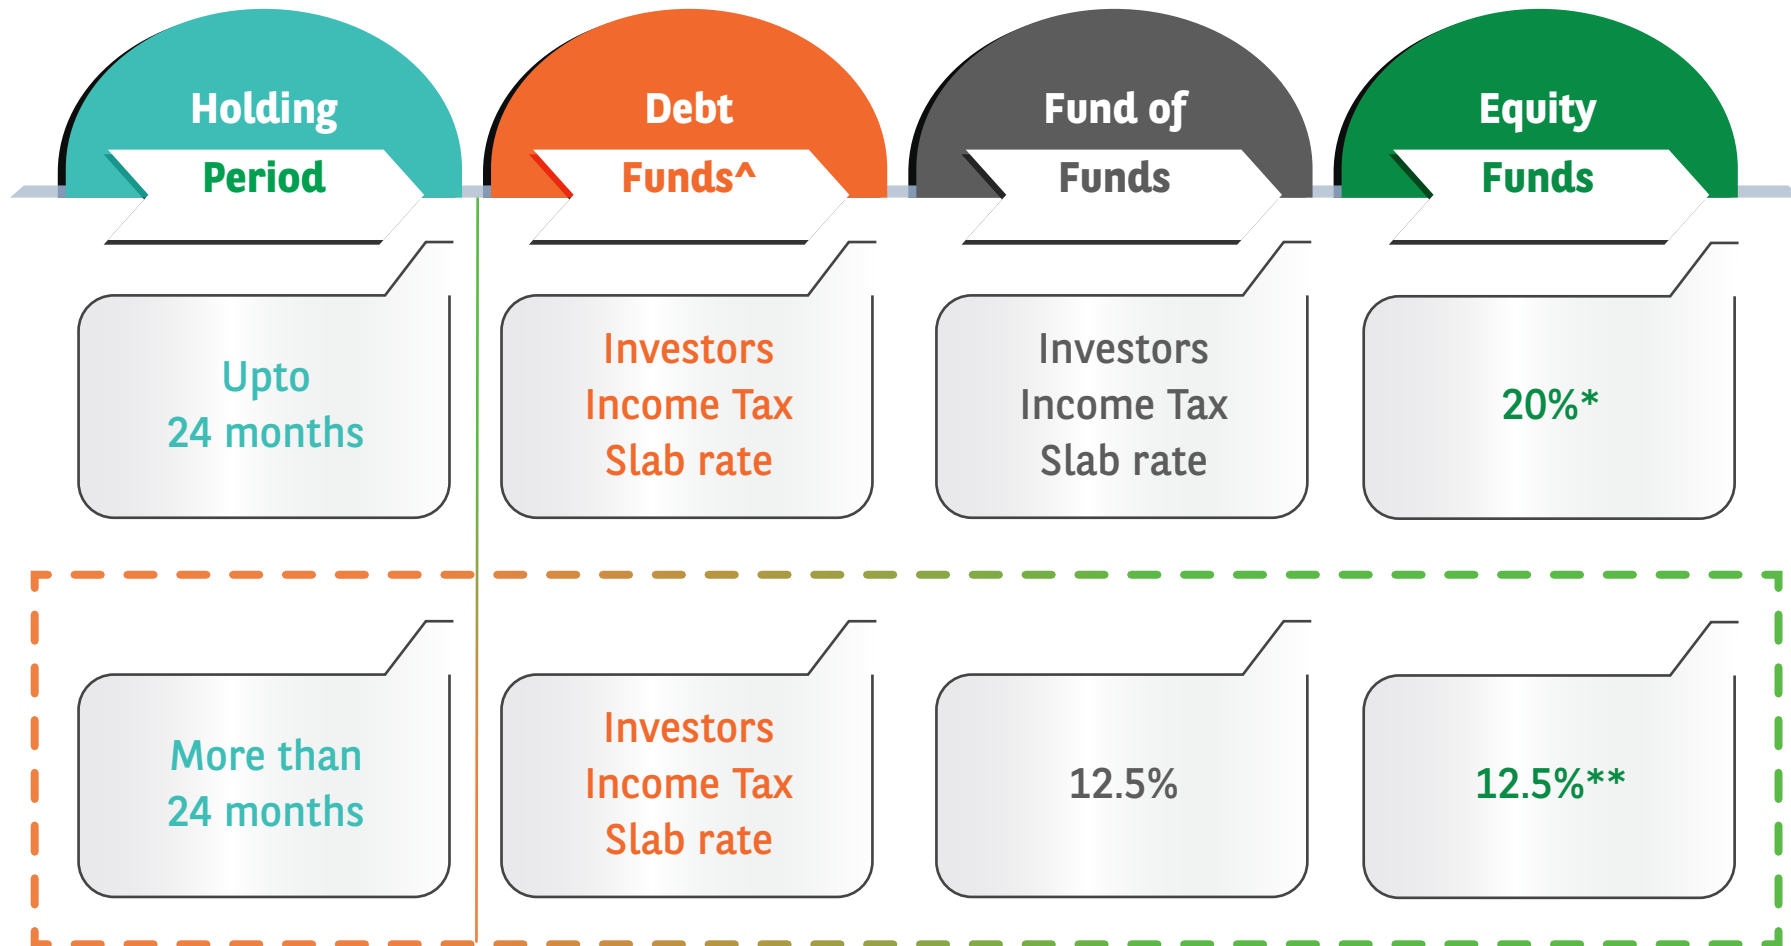 Holding
Period
Debt
Funds^
Fund of
Funds
Equity
Funds
Upto
24 months
Investors
Income Tax
Slab rate
Investors
Income Tax
Slab rate
20%*
More than
24 months
Investors
Income Tax
Slab rate
12.5%
12.5%**